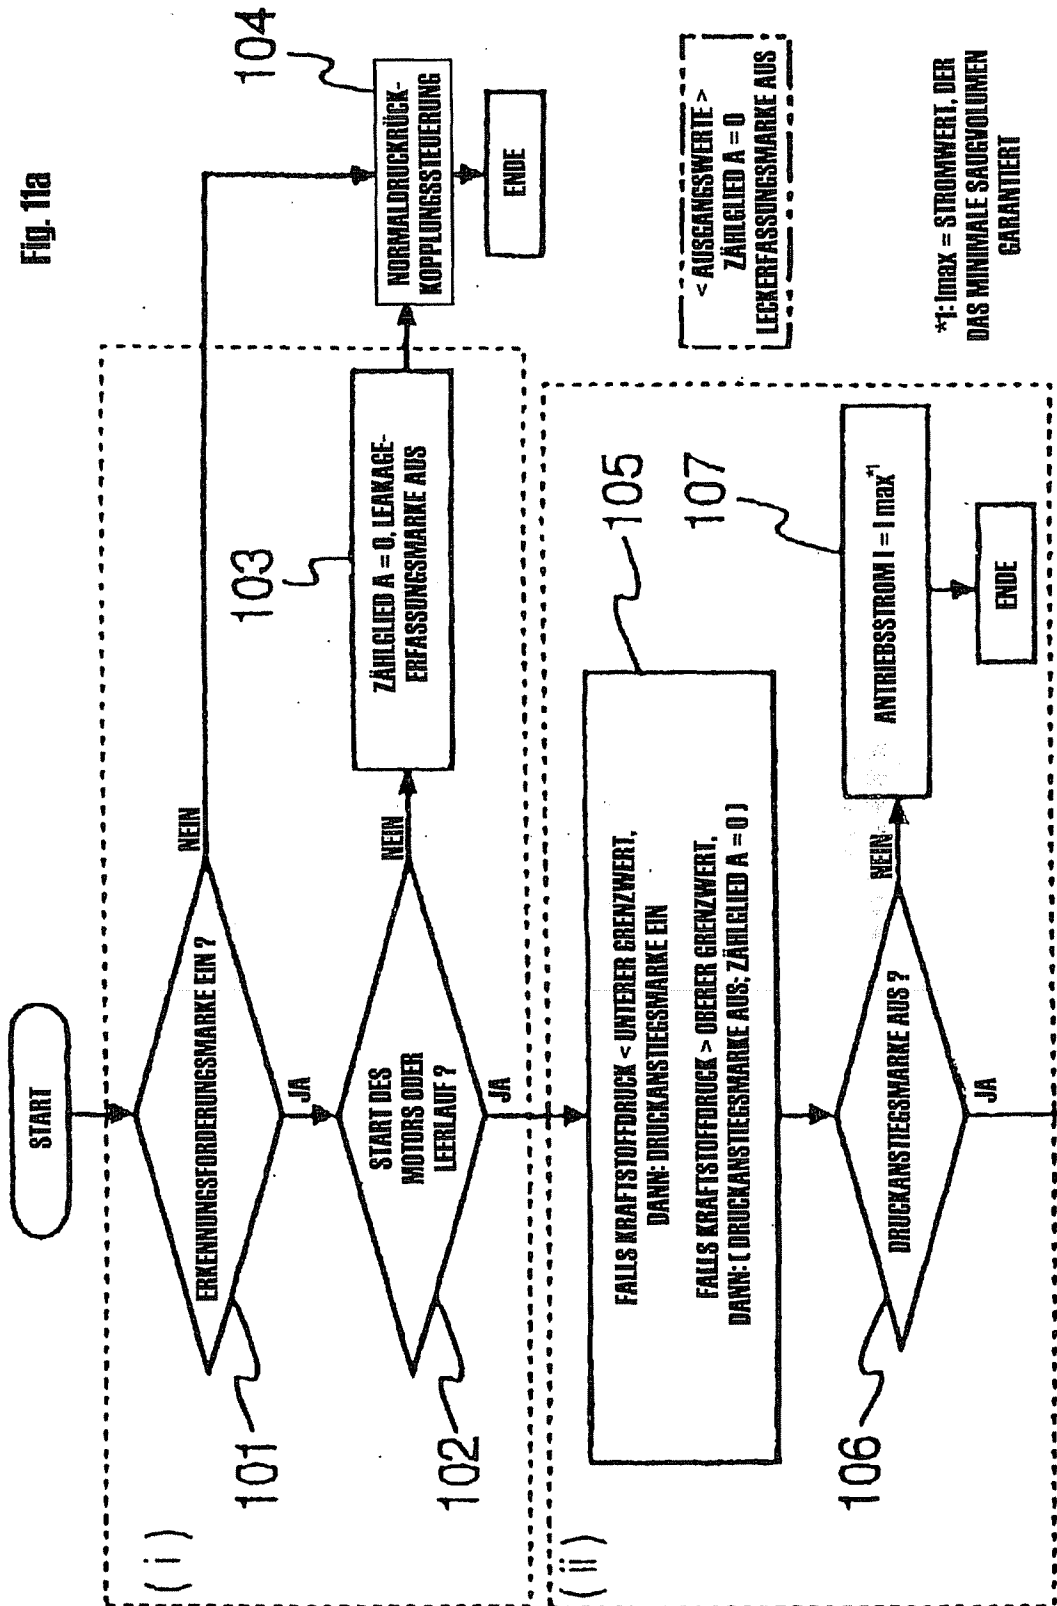 Fig. 11a
START
( i )
101
ERKENNUNGSFORDERUNGSMARKE EIN ?
NEIN
JA
102
START DES
MOTORS ODER
LEERLAUF ?
NEIN
JA
103
ZÄHLGLIED A = 0, LEAKAGE-
ERFASSUNGSMARKE AUS
104
NORMALDRUCKRÜCK-
KOPPLUNGSSTEUERUNG
ENDE
( ii )
105
FALLS KRAFTSTOFFDRUCK < UNTERER GRENZWERT,
DANN: DRUCKANSTIEGSMARKE EIN
FALLS KRAFTSTOFFDRUCK > OBERER GRENZWERT,
DANN: [ DRUCKANSTIEGSMARKE AUS; ZÄHLGLIED A = 0 ]
106
DRUCKANSTIEGSMARKE AUS ?
NEIN
JA
107
ANTRIEBSSTROM I = I max*1
ENDE
< AUSGANGSWERTE >
ZÄHLGLIED A = 0
LECKERFASSUNGSMARKE AUS
*1: Imax = STROMWERT, DER
DAS MINIMALE SAUGVOLUMEN
GARANTIERT